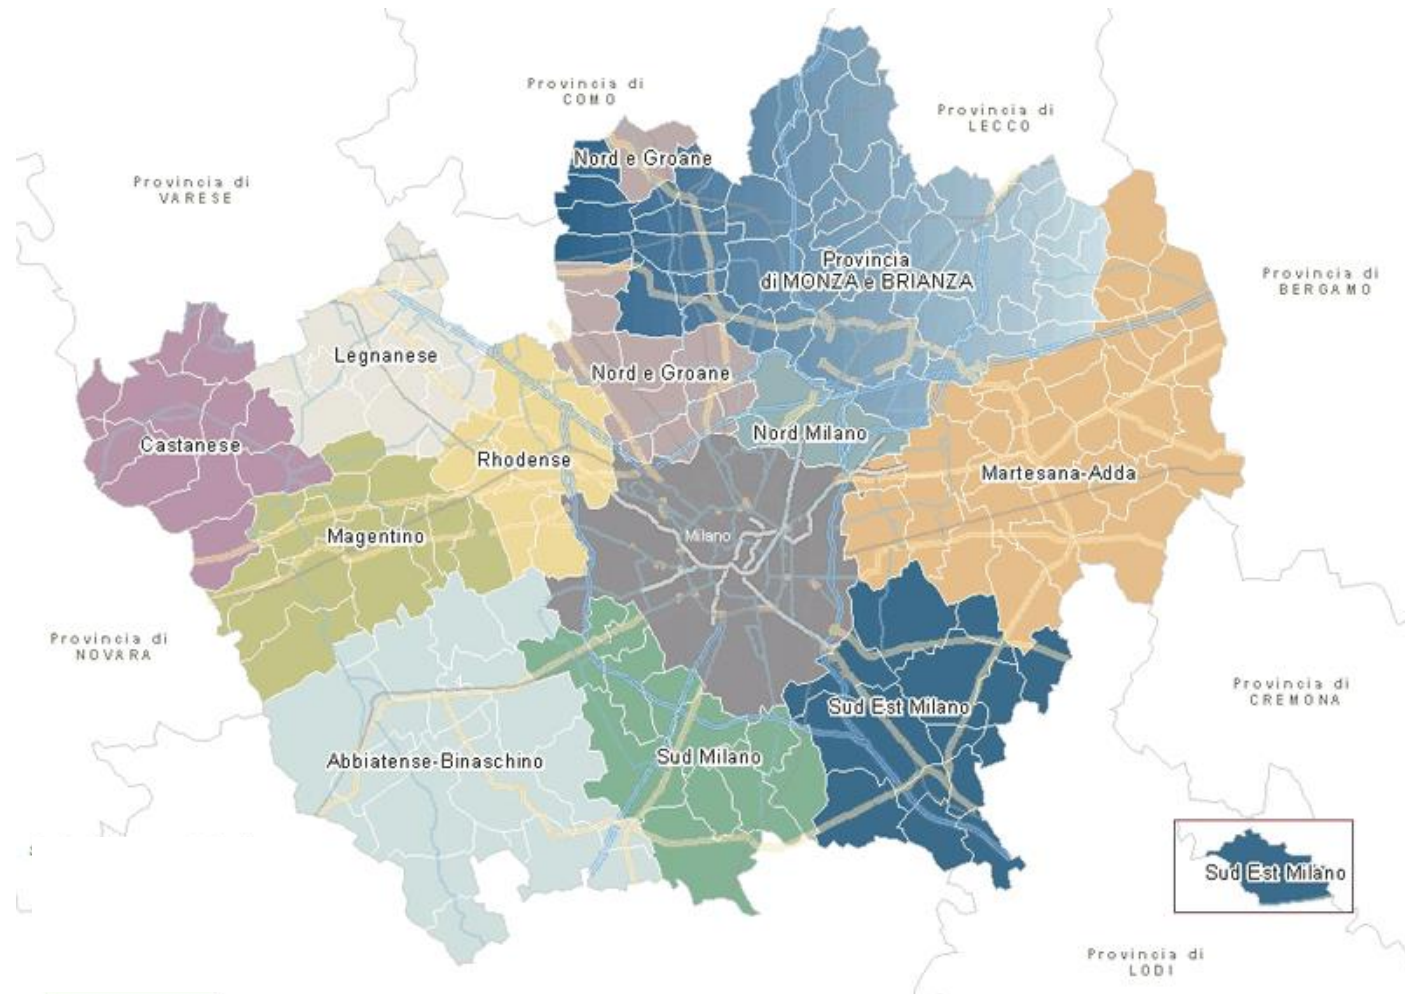 Provincia di
COMO
Provincia di
LECCO
Nord e Groane
Provincia di
VARESE
Provincia
di MONZA e BRIANZA
Provincia di
BERGAMO
Legnanese
Nord e Groane
Castanese
Rhodense
Nord Milano
Martesana-Adda
Magentino
Milano
Provincia di
NOVARA
Provincia di
CREMONA
Sud Est Milano
Abbiatense-Binaschino
Sud Milano
Sud Est Milano
Provincia di
LODI